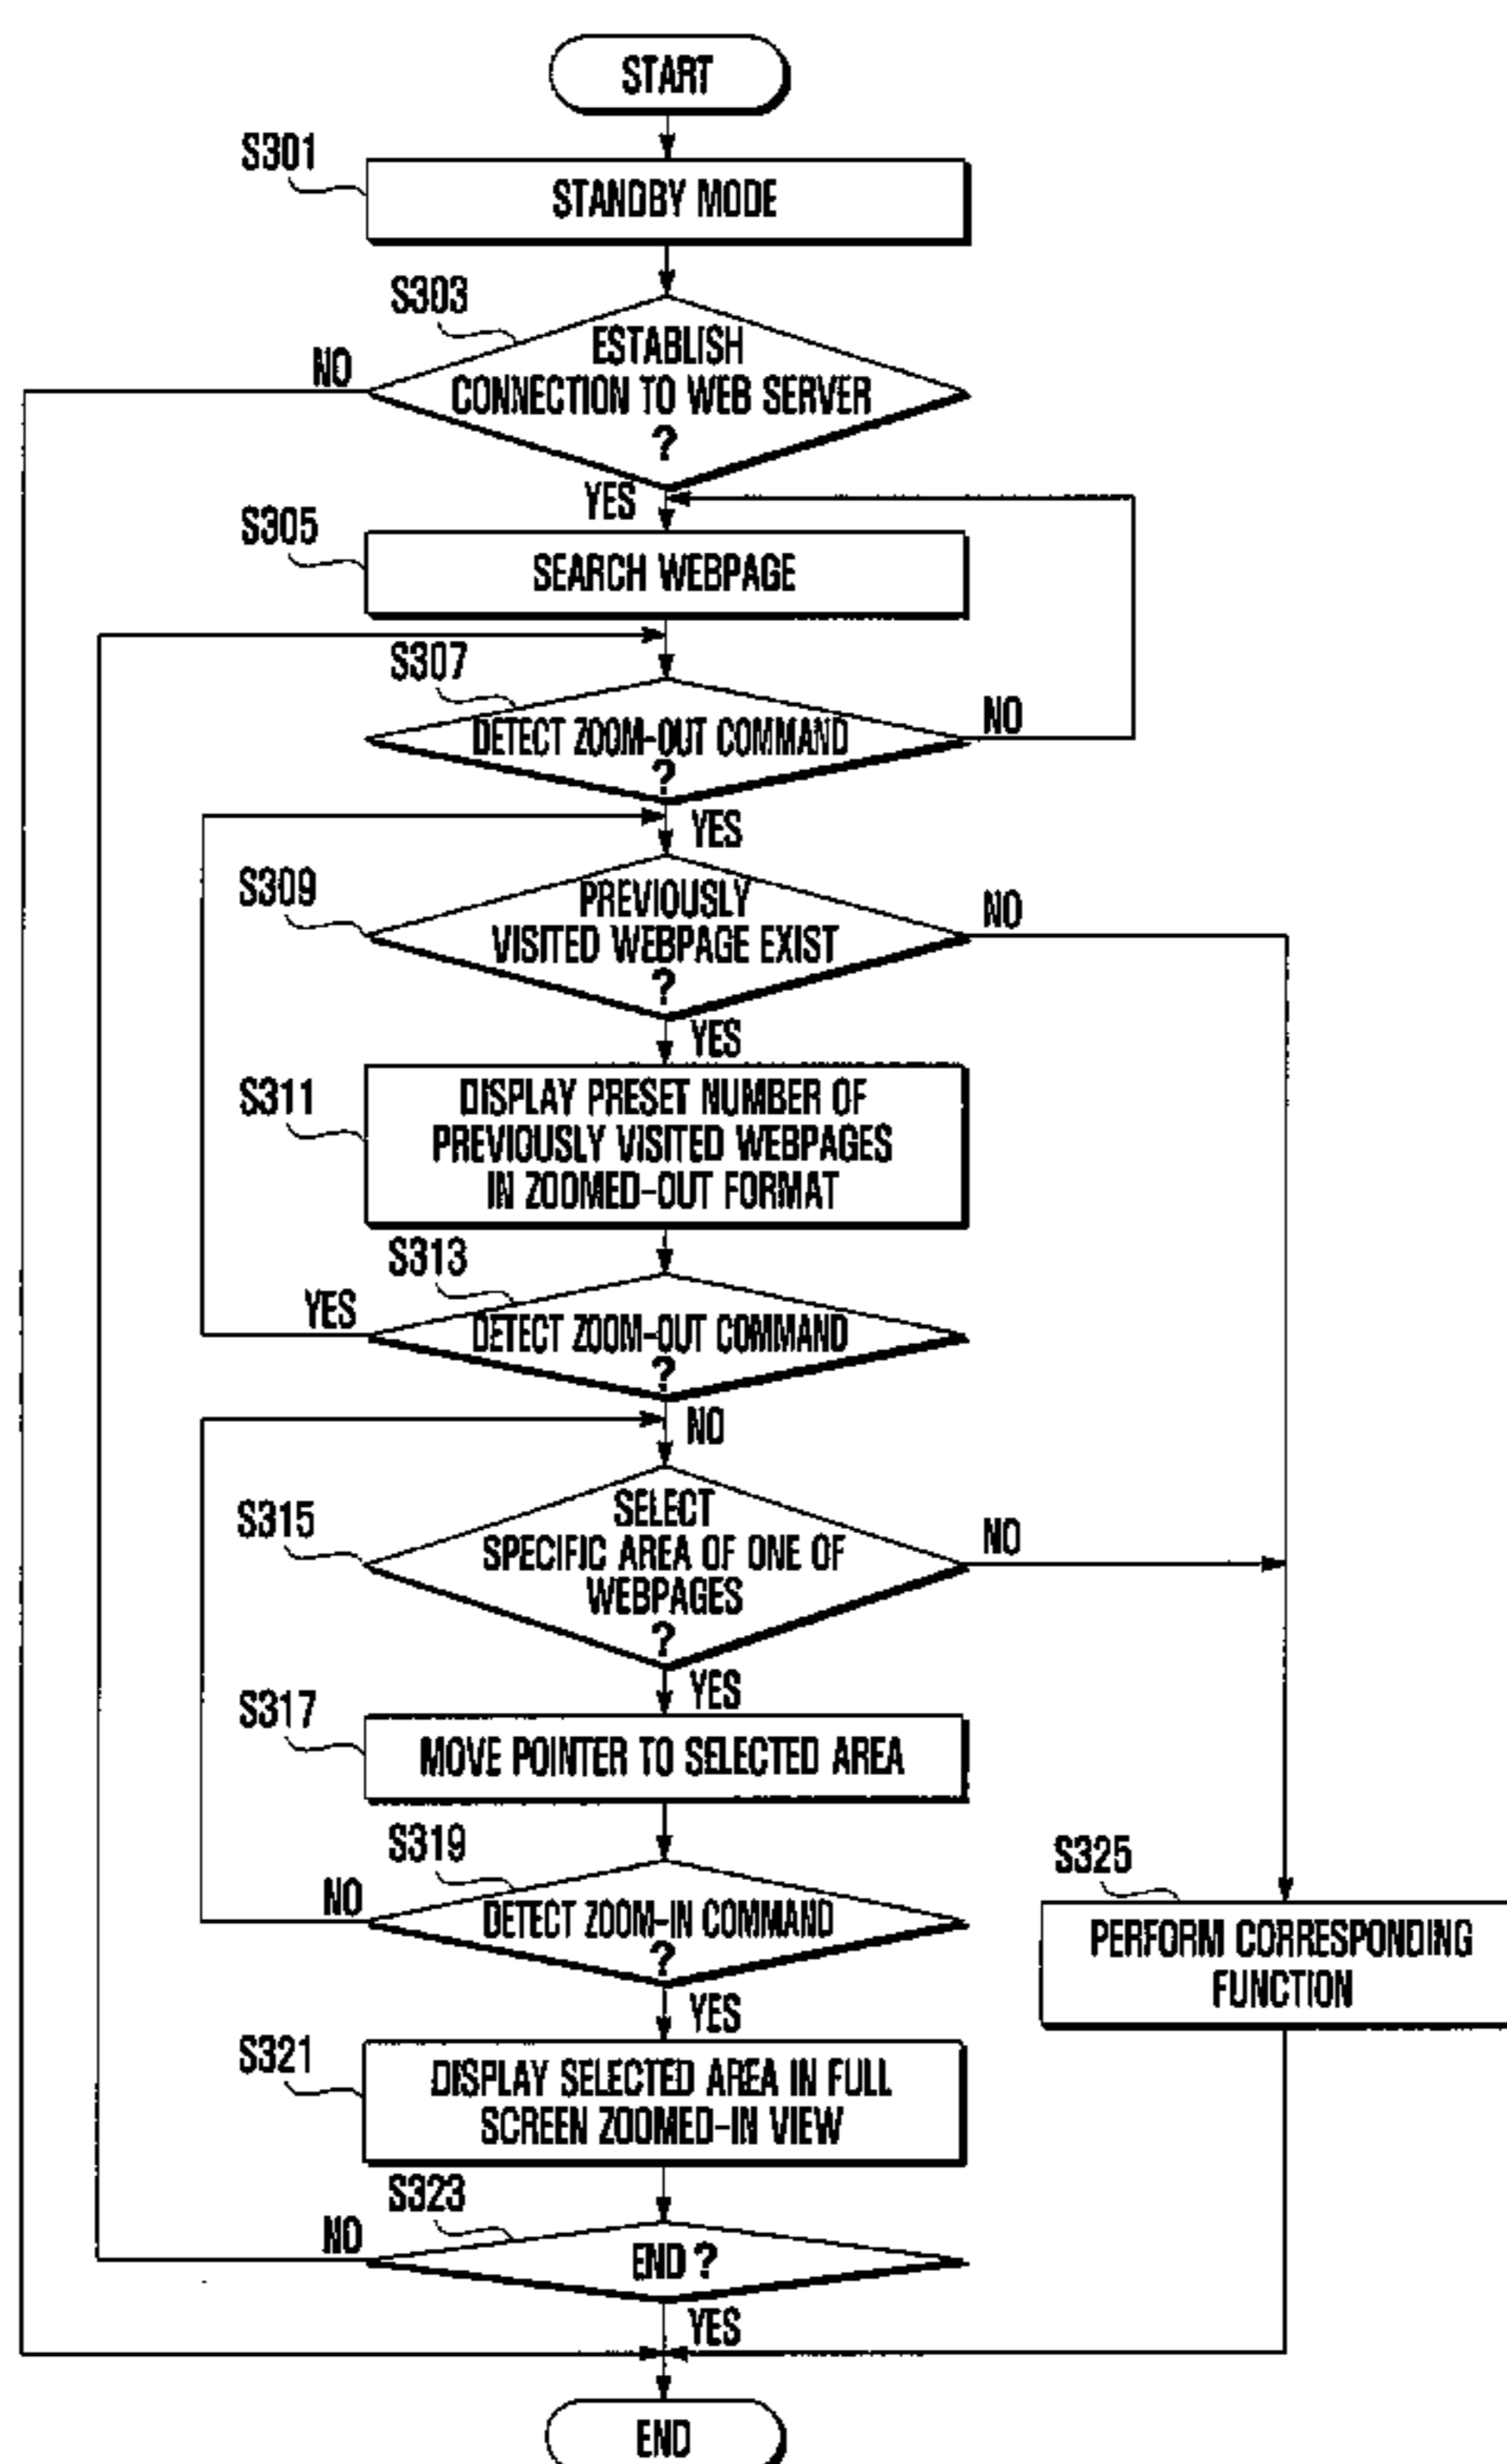 START
S301
STANDBY MODE
S303
NO
ESTABLISH
CONNECTION TO WEB SERVER
?
YES
S305
SEARCH WEBPAGE
S307
DETECT ZOOM-OUT COMMAND
?
NO
YES
S309
PREVIOUSLY
VISITED WEBPAGE EXIST
?
NO
YES
S311
DISPLAY PRESET NUMBER OF
PREVIOUSLY VISITED WEBPAGES
IN ZOOMED-OUT FORMAT
S313
YES
DETECT ZOOM-OUT COMMAND
?
NO
S315
SELECT
SPECIFIC AREA OF ONE OF
WEBPAGES
?
NO
YES
S317
MOVE POINTER TO SELECTED AREA
S319
NO
DETECT ZOOM-IN COMMAND
?
YES
S325
PERFORM CORRESPONDING
FUNCTION
S321
DISPLAY SELECTED AREA IN FULL
SCREEN ZOOMED-IN VIEW
S323
NO
END ?
YES
END